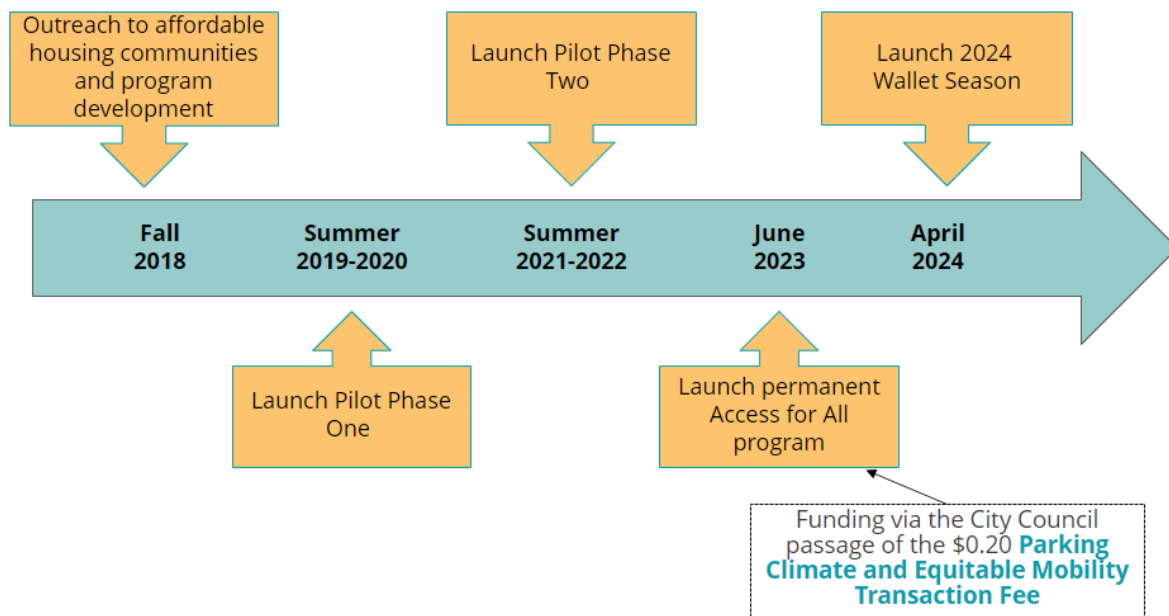 Outreach to affordable
housing communities
and program
development
Launch Pilot Phase
Two
Launch 2024
Wallet Season
Fall
2018
Summer
2019-2020
Summer
2021-2022
June
2023
April
2024
Launch Pilot Phase
One
Launch permanent
Access for All
program
Funding via the City Council
passage of the $0.20 Parking
Climate and Equitable Mobility
Transaction Fee